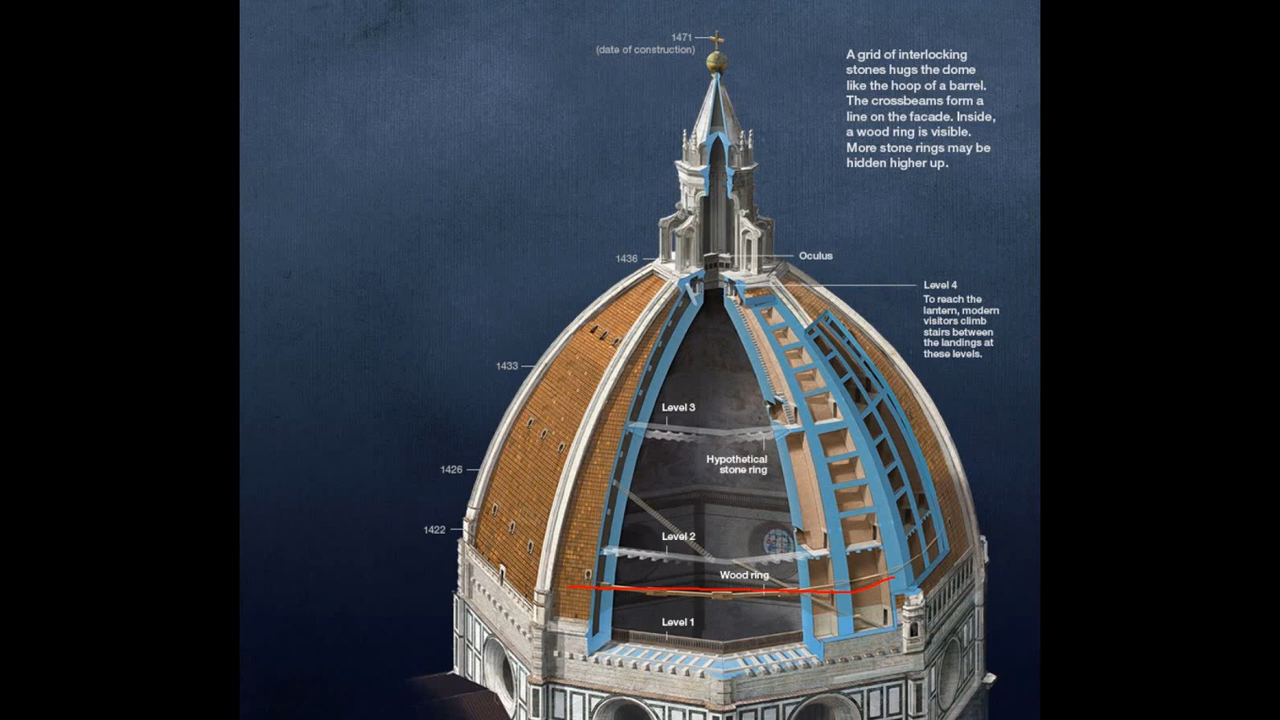 1471
(date of construction)
A grid of interlocking
stones hugs the dome
like the hoop of a barrel.
The crossbeams form a
line on the facade. Inside,
a wood ring is visible.
More stone rings may be
hidden higher up.
1436
Oculus
Level 4
To reach the
lantern, modern
visitors climb
stairs between
the landings at
these levels.
1433
Level 3
Hypothetical
stone ring
1426
1422
Level 2
Wood ring
Level 1